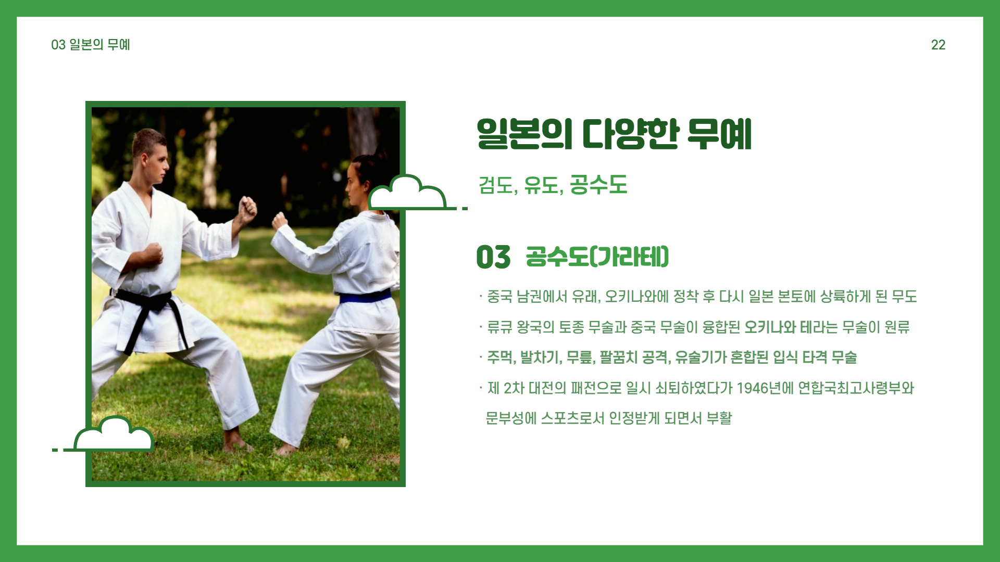 03 일본의 무예
22
일본의 다양한 무예
검도, 유도, 공수도
03 공수도(가라테)
· 중국 남권에서 유래, 오키나와에 정착 후 다시 일본 본토에 상륙하게 된 무도
· 류큐 왕국의 토종 무술과 중국 무술이 융합된 오키나와 테라는 무술이 원류
· 주먹, 발차기, 무릎, 팔꿈치 공격, 유술기가 혼합된 입식 타격 무술
· 제 2차 대전의 패전으로 일시 쇠퇴하였다가 1946년에 연합국최고사령부와
문부성에 스포츠로서 인정받게 되면서 부활